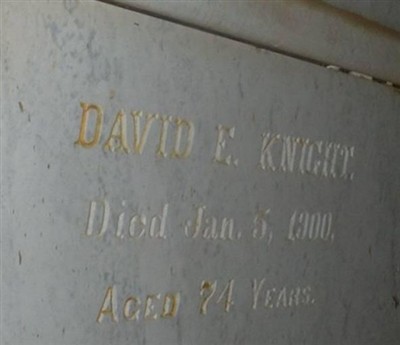 DAVID E. KNIGHT.
Died Jan. 5, 1900,
AGED 74 YEARS.